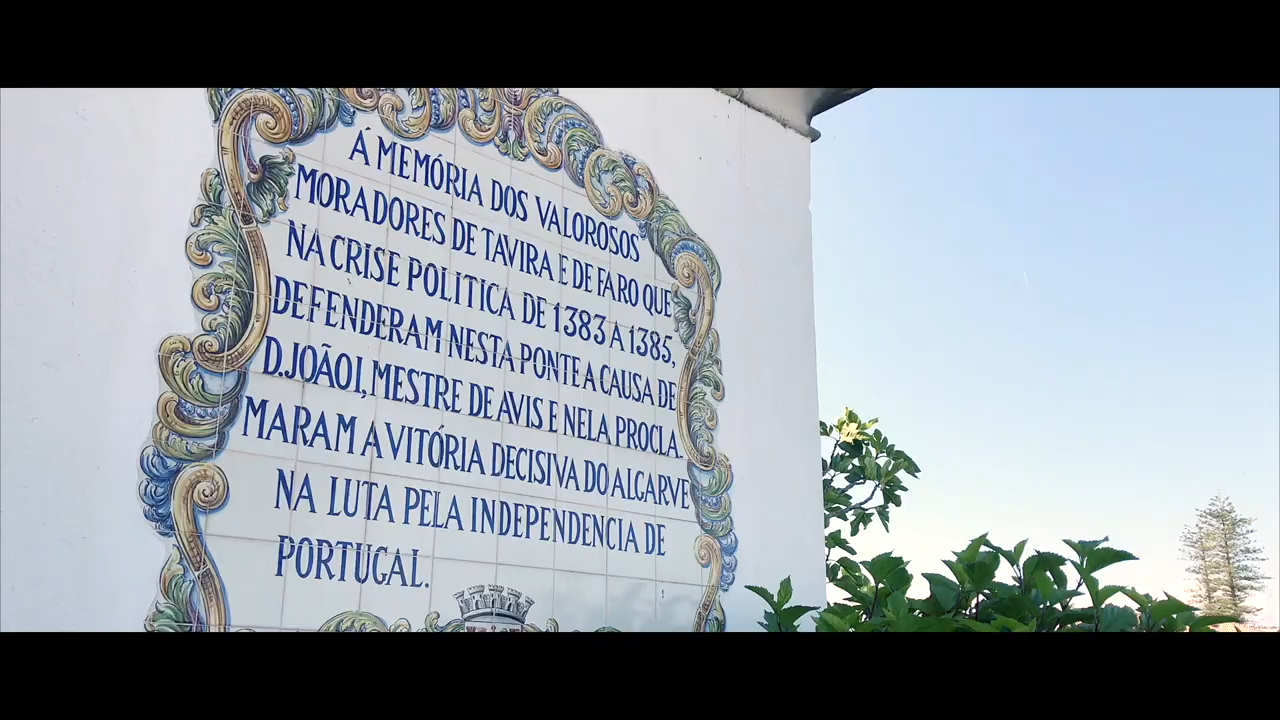 Á MEMÓRIA DOS VALOROSOS
MORADORES DE TAVIRA E DE FARO QUE
NA CRISE POLITICA DE 1383 A 1385,
DEFENDERAM NESTA PONTE A CAUSA DE
D. JOÃO I, MESTRE DE AVIS E NELA PROCLA-
MARAM A VITÓRIA DECISIVA DO ALGARVE
NA LUTA PELA INDEPENDENCIA DE
PORTUGAL.